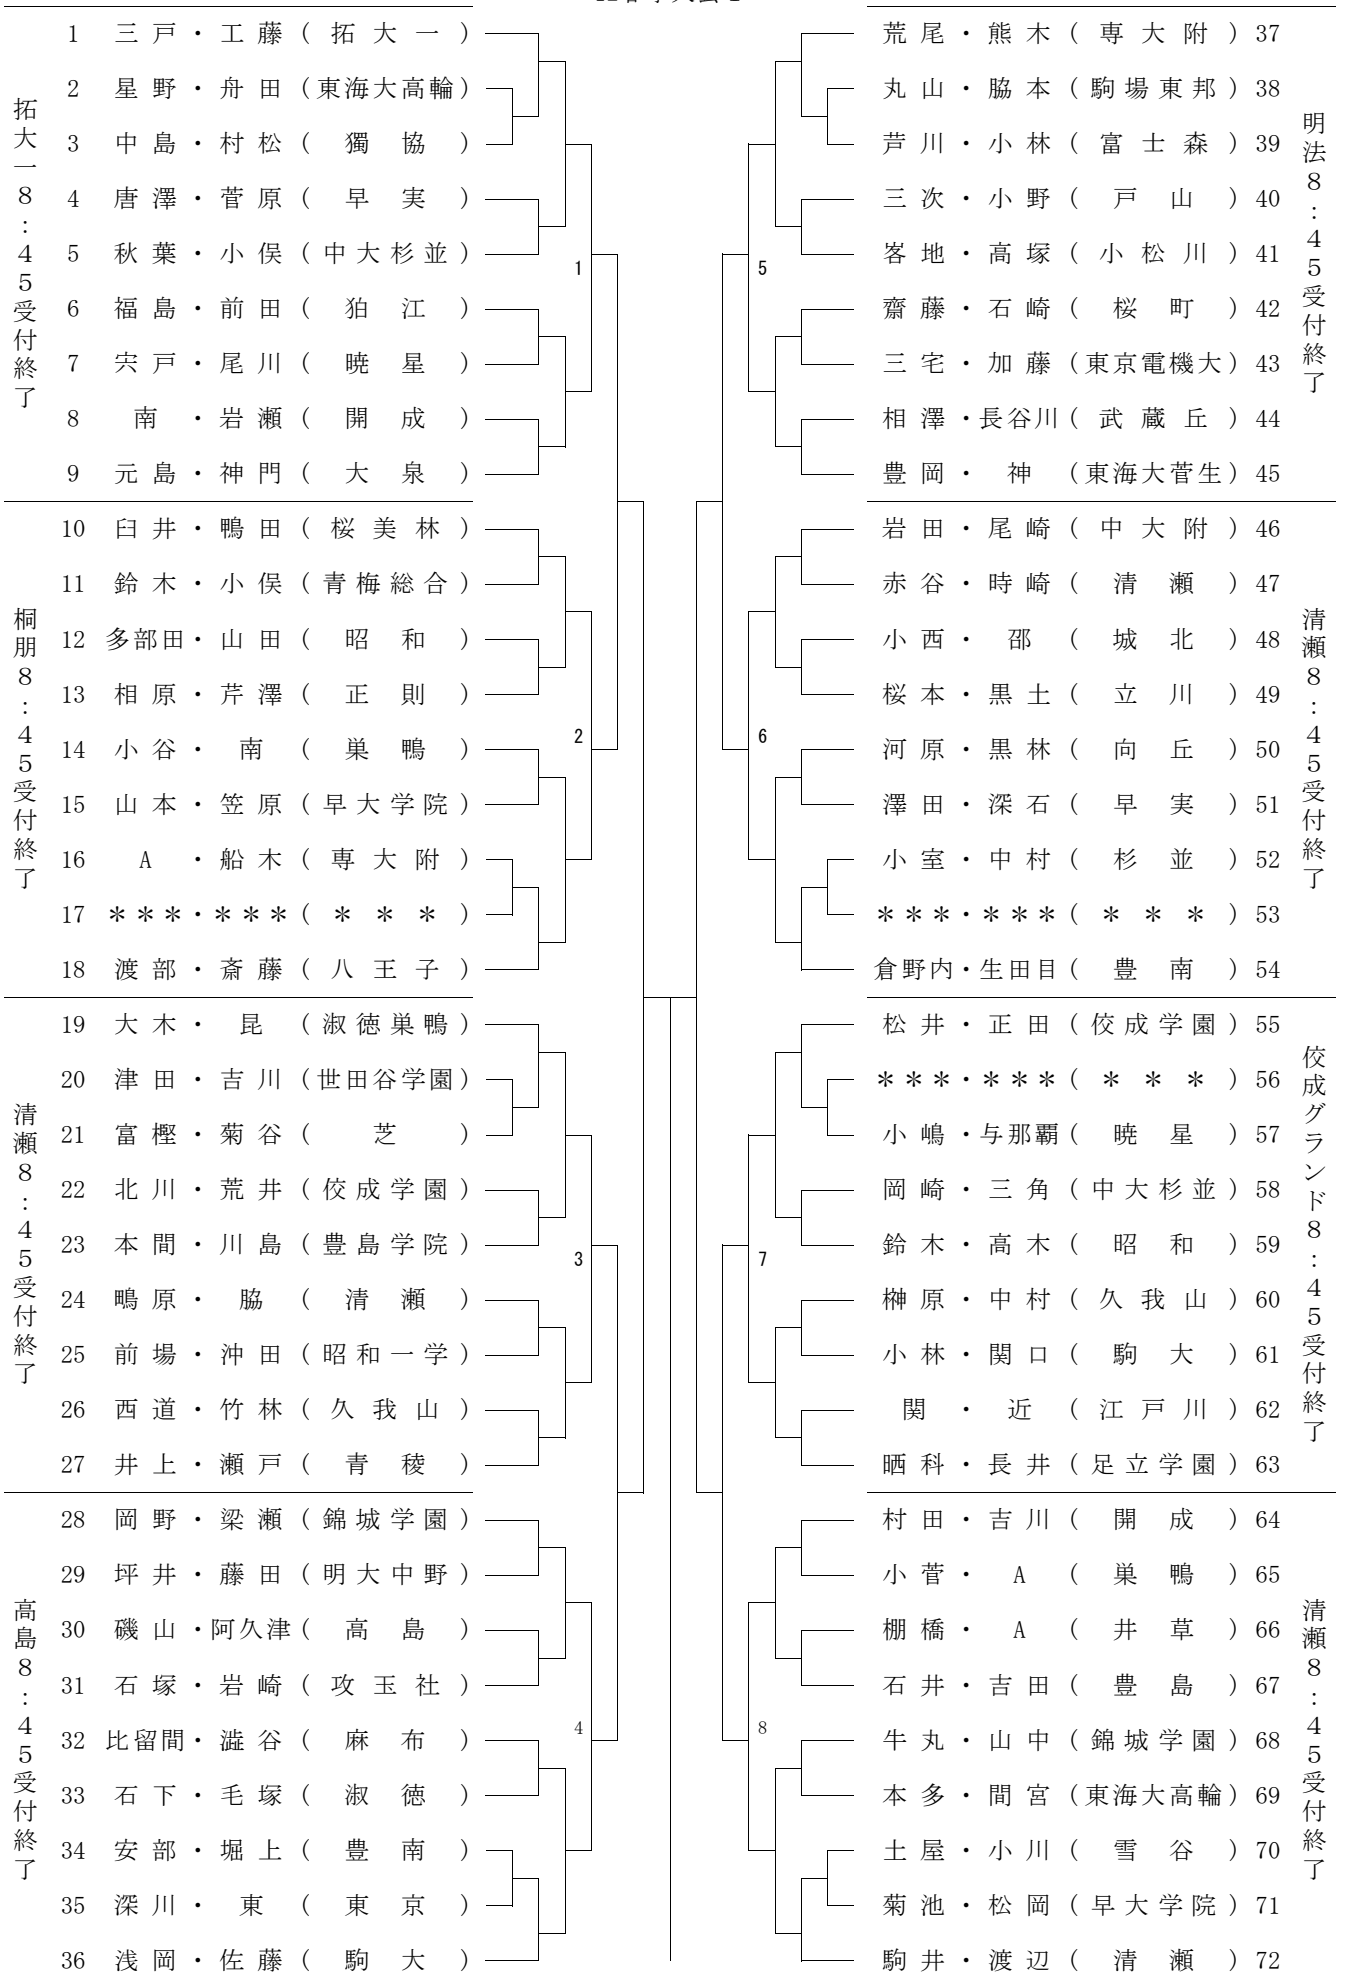 1 三戸・工藤（拓大一）
2 星野・舟田（東海大高輪）
3 中島・村松（獨協）
4 唐澤・菅原（早実）
5 秋葉・小俣（中大杉並）
6 福島・前田（狛江）
7 宍戸・尾川（暁星）
8 南・岩瀬（開成）
9 元島・神門（大泉）
拓大一８：４５受付終了
1
10 臼井・鴨田（桜美林）
11 鈴木・小俣（青梅総合）
12 多部田・山田（昭和）
13 相原・芹澤（正則）
14 小谷・南（巣鴨）
15 山本・笠原（早大学院）
16 A・船木（専大附）
17 ＊＊＊・＊＊＊（＊＊＊）
18 渡部・斎藤（八王子）
桐朋８：４５受付終了
2
19 大木・昆（淑徳巣鴨）
20 津田・吉川（世田谷学園）
21 富樫・菊谷（芝）
22 北川・荒井（佼成学園）
23 本間・川島（豊島学院）
24 鴫原・脇（清瀬）
25 前場・沖田（昭和一学）
26 西道・竹林（久我山）
27 井上・瀬戸（青稜）
清瀬８：４５受付終了
3
28 岡野・梁瀬（錦城学園）
29 坪井・藤田（明大中野）
30 磯山・阿久津（高島）
31 石塚・岩崎（攻玉社）
32 比留間・澁谷（麻布）
33 石下・毛塚（淑徳）
34 安部・堀上（豊南）
35 深川・東（東京）
36 浅岡・佐藤（駒大）
高島８：４５受付終了
4
荒尾・熊木（専大附）37
丸山・脇本（駒場東邦）38
芦川・小林（富士森）39
三次・小野（戸山）40
峯地・高塚（小松川）41
齋藤・石崎（桜町）42
三宅・加藤（東京電機大）43
相澤・長谷川（武蔵丘）44
豊岡・神（東海大菅生）45
明法８：４５受付終了
5
岩田・尾崎（中大附）46
赤谷・時崎（清瀬）47
小西・邵（城北）48
桜本・黒土（立川）49
河原・黒林（向丘）50
澤田・深石（早実）51
小室・中村（杉並）52
＊＊＊・＊＊＊（＊＊＊）53
倉野内・生田目（豊南）54
清瀬８：４５受付終了
6
松井・正田（佼成学園）55
＊＊＊・＊＊＊（＊＊＊）56
小嶋・与那覇（暁星）57
岡崎・三角（中大杉並）58
鈴木・高木（昭和）59
榊原・中村（久我山）60
小林・関口（駒大）61
関・近（江戸川）62
晒科・長井（足立学園）63
佼成グランド８：４５受付終了
7
村田・吉川（開成）64
小菅・A（巣鴨）65
棚橋・A（井草）66
石井・吉田（豊島）67
牛丸・山中（錦城学園）68
本多・間宮（東海大高輪）69
土屋・小川（雪谷）70
菊池・松岡（早大学院）71
駒井・渡辺（清瀬）72
清瀬８：４５受付終了
8